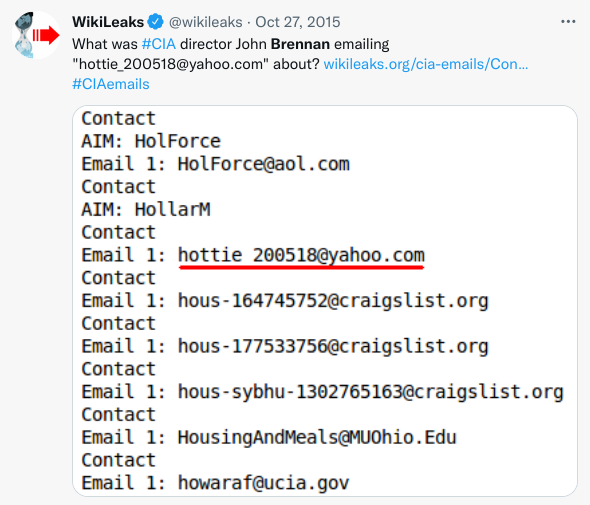 WikiLeaks @wikileaks · Oct 27, 2015
What was #CIA director John Brennan emailing
"hottie_200518@yahoo.com" about? wikileaks.org/cia-emails/Con…
#CIAemails
Contact
AIM: HolForce
Email 1: HolForce@aol.com
Contact
AIM: HollarM
Contact
Email 1: hottie_200518@yahoo.com
Contact
Email 1: hous-164745752@craigslist.org
Contact
Email 1: hous-177533756@craigslist.org
Contact
Email 1: hous-sybhu-1302765163@craigslist.org
Contact
Email 1: HousingAndMeals@MUOhio.Edu
Contact
Email 1: howaraf@ucia.gov